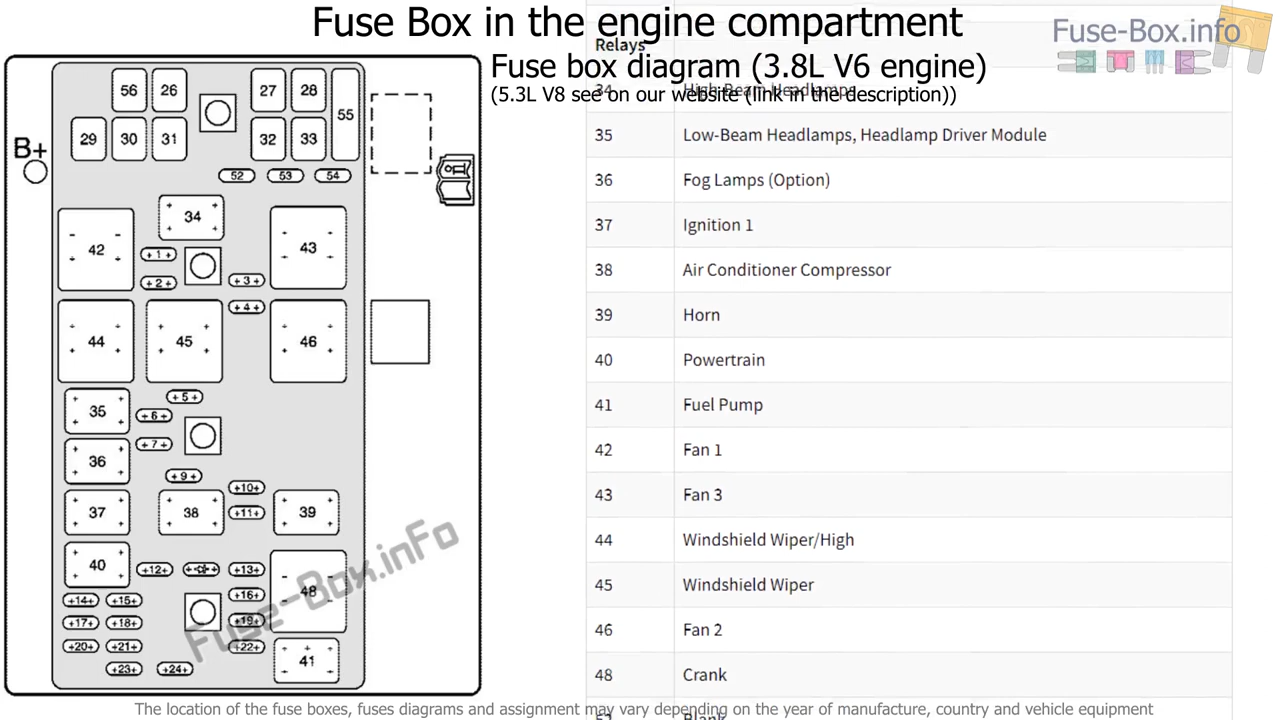 Fuse Box in the engine compartment
Fuse-Box.info
Relays
Fuse box diagram (3.8L V6 engine)
34 High-Beam Headlamps
(5.3L V8 see on our website (link in the description))
35 Low-Beam Headlamps, Headlamp Driver Module
36 Fog Lamps (Option)
37 Ignition 1
38 Air Conditioner Compressor
39 Horn
40 Powertrain
41 Fuel Pump
42 Fan 1
43 Fan 3
44 Windshield Wiper/High
45 Windshield Wiper
46 Fan 2
48 Crank
52 Blank
56 26 27 28
55
29 30 31 32 33
B+
52 53 54
34
42 43
+1+
+2+ +3+
+4+
44 45 46
+5+
35 +6+
+7+
36
+9+
+10+
37 38 +11+ 39
40 +12+ +13+
48
+14+ +15+ +16+
+17+ +18+ +19+
+20+ +21+ +22+
41
+23+ +24+
Fuse-Box.inFo
The location of the fuse boxes, fuses diagrams and assignment may vary depending on the year of manufacture, country and vehicle equipment